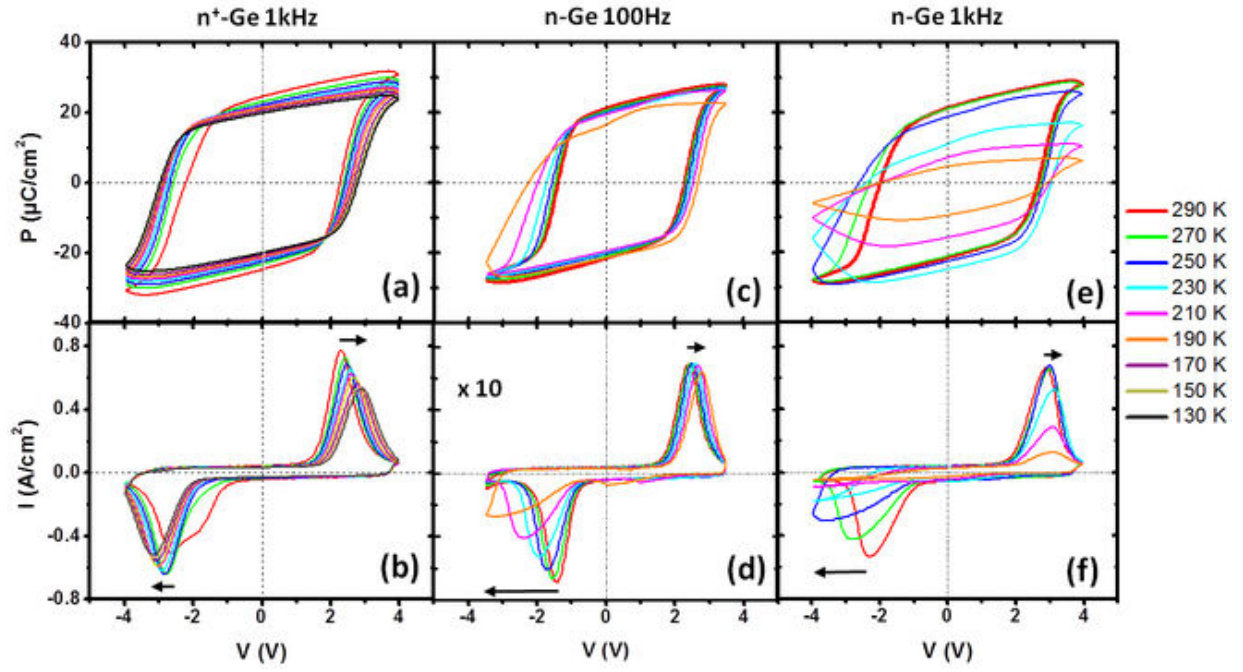 n⁺-Ge 1kHz
n-Ge 100Hz
n-Ge 1kHz
P (μC/cm²)
40
20
0
-20
-40
(a)
(c)
(e)
I (A/cm²)
0.8
0.4
0.0
-0.4
-0.8
(b)
x 10
(d)
(f)
-4 -2 0 2 4
-4 -2 0 2 4
-4 -2 0 2 4
V (V)
V (V)
V (V)
290 K
270 K
250 K
230 K
210 K
190 K
170 K
150 K
130 K